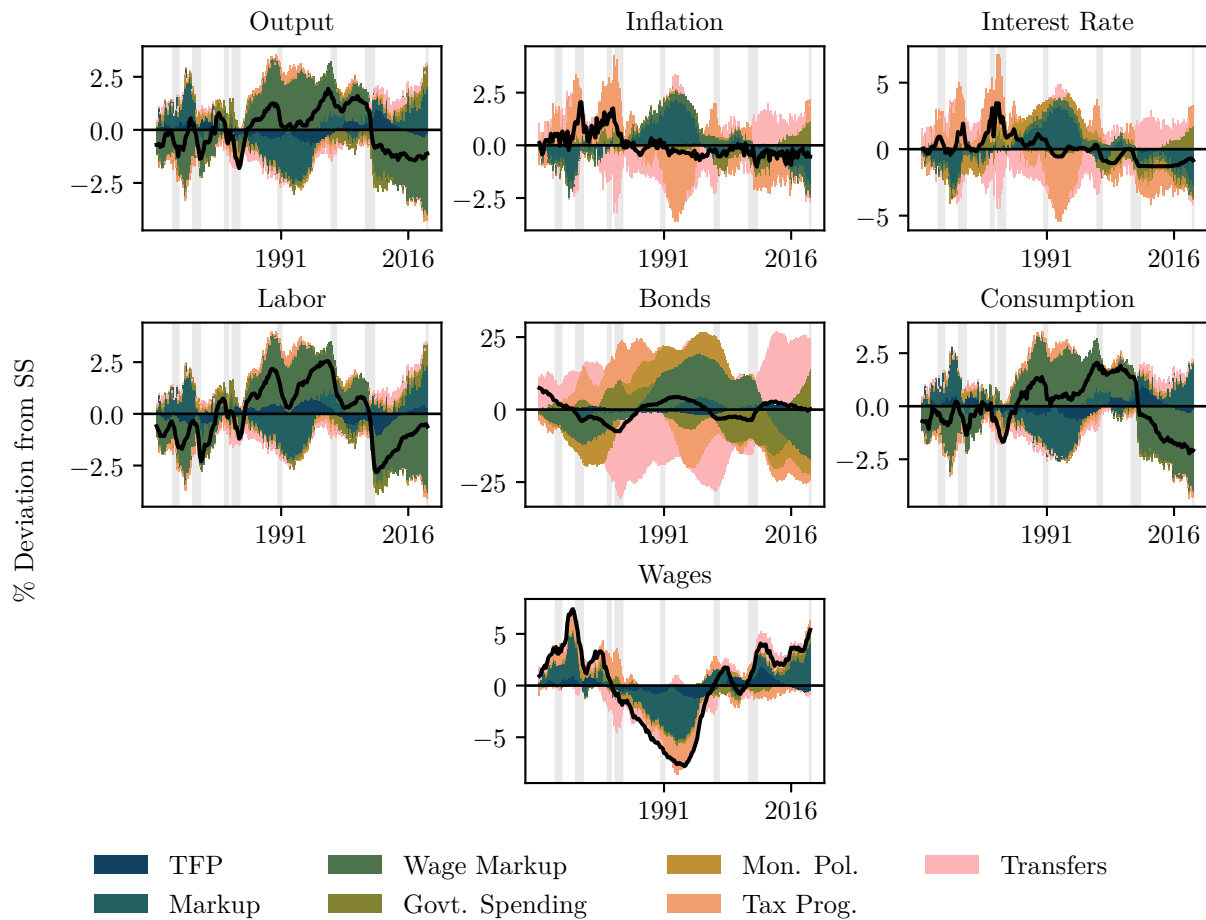 Output Inflation Interest Rate
2.5 2.5 5
0.0 0.0 0
−2.5 −2.5 −5
1991 2016 1991 2016 1991 2016
Labor Bonds Consumption
2.5 25 2.5
0.0 0 0.0
−2.5 −25 −2.5
1991 2016 1991 2016 1991 2016
% Deviation from SS
Wages
5
0
−5
1991 2016
TFP Wage Markup Mon. Pol. Transfers
Markup Govt. Spending Tax Prog.